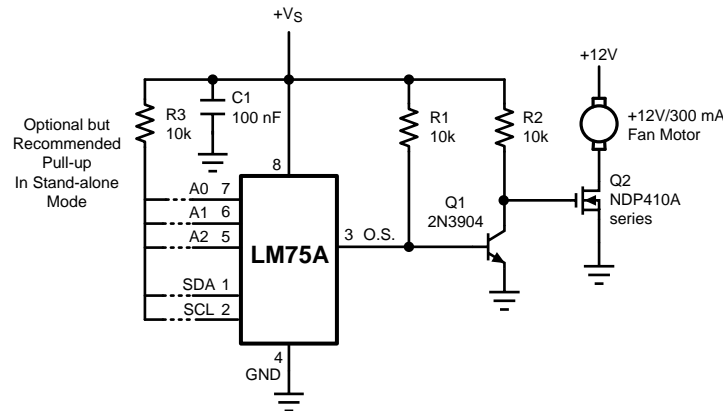 +VS
+12V
C1
100 nF
R3
10k
R1
10k
R2
10k
+12V/300 mA
Fan Motor
Optional but
Recommended
Pull-up
In Stand-alone
Mode
8
A0 7
A1 6
A2 5
SDA 1
SCL 2
LM75A
3 O.S.
Q1
2N3904
Q2
NDP410A
series
4
GND